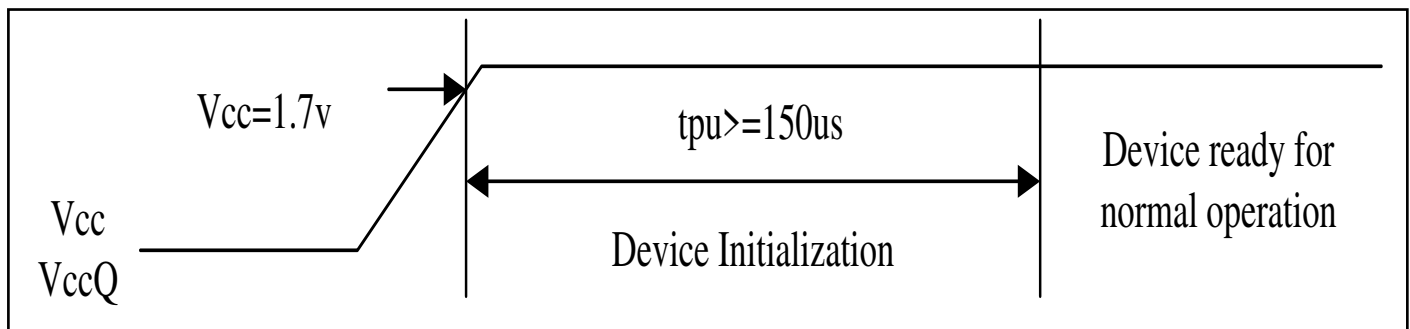 Vcc=1.7v
tpu>=150us
Device ready for
normal operation
Vcc
VccQ
Device Initialization